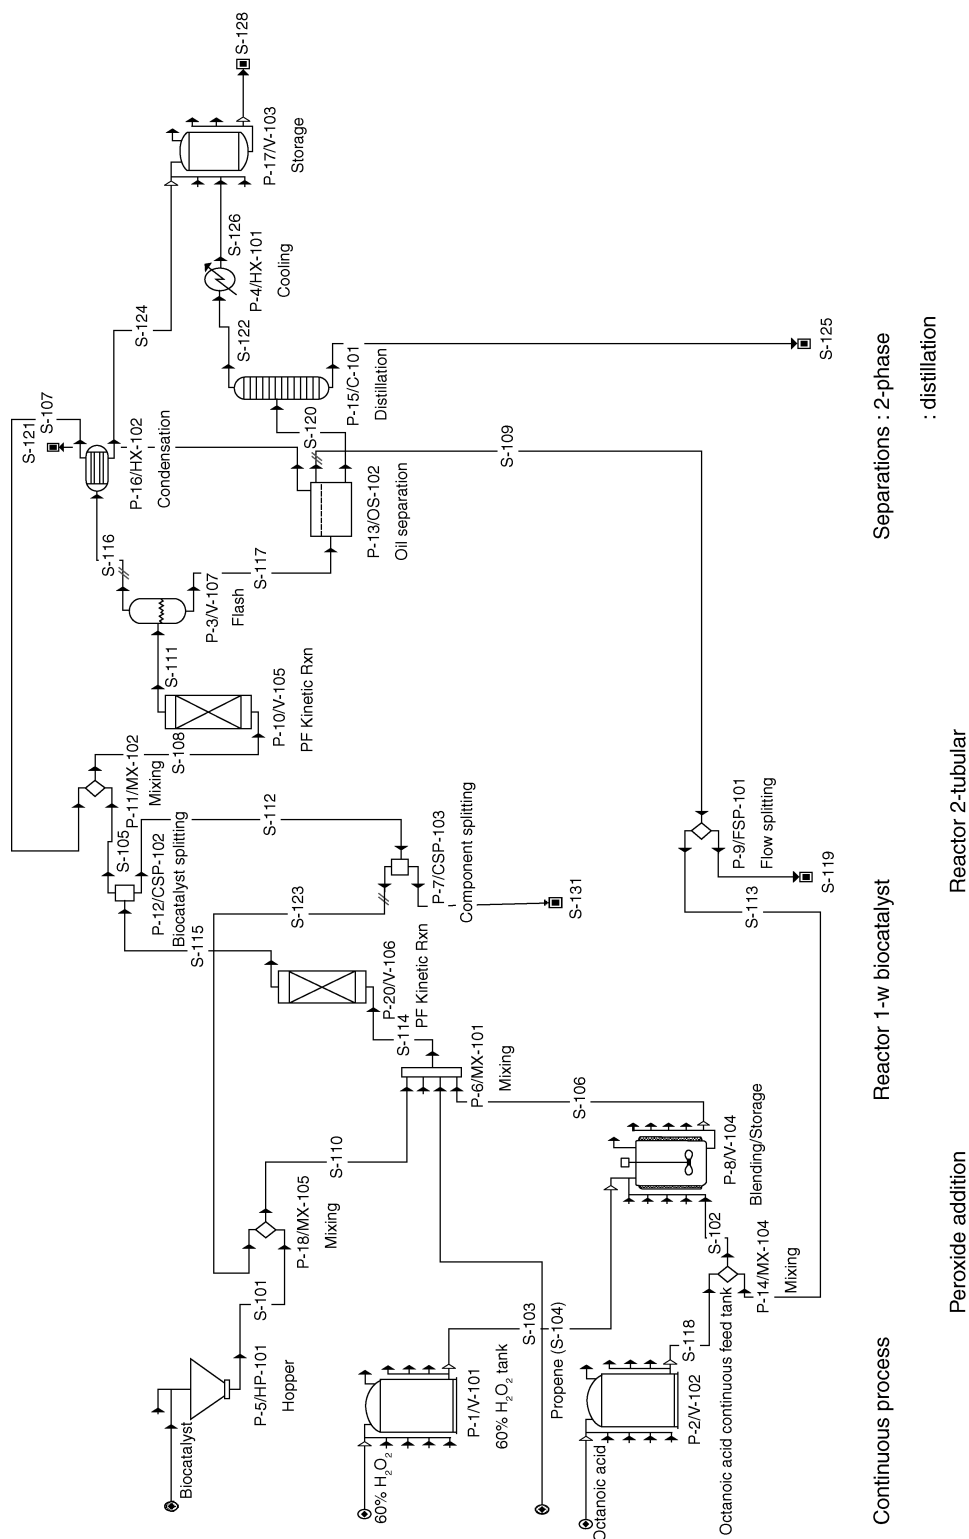 Biocatalyst
P-5/HP-101
Hopper
S-101
P-18/MX-105
Mixing
S-110
60% H₂O₂
P-1/V-101
60% H₂O₂ tank
S-103
Propene (S-104)
Octanoic acid
P-2/V-102
Octanoic acid continuous feed tank
S-118
P-14/MX-104
Mixing
S-102
P-8/V-104
Blending/Storage
S-106
P-6/MX-101
Mixing
S-114
P-20/V-106
PF Kinetic Rxn
S-115
S-123
P-12/CSP-102
Biocatalyst splitting
S-105
S-112
P-7/CSP-103
Component splitting
S-131
P-11/MX-102
Mixing
S-108
P-10/V-105
PF Kinetic Rxn
S-111
P-3/V-107
Flash
S-116
S-117
S-121
S-107
P-16/HX-102
Condensation
S-124
P-13/OS-102
Oil separation
S-120
S-109
P-9/FSP-101
Flow splitting
S-119
S-113
P-15/C-101
Distillation
S-122
S-125
P-4/HX-101
Cooling
S-126
P-17/V-103
Storage
S-128
Continuous process
Peroxide addition
Reactor 1-w biocatalyst
Reactor 2-tubular
Separations : 2-phase
: distillation